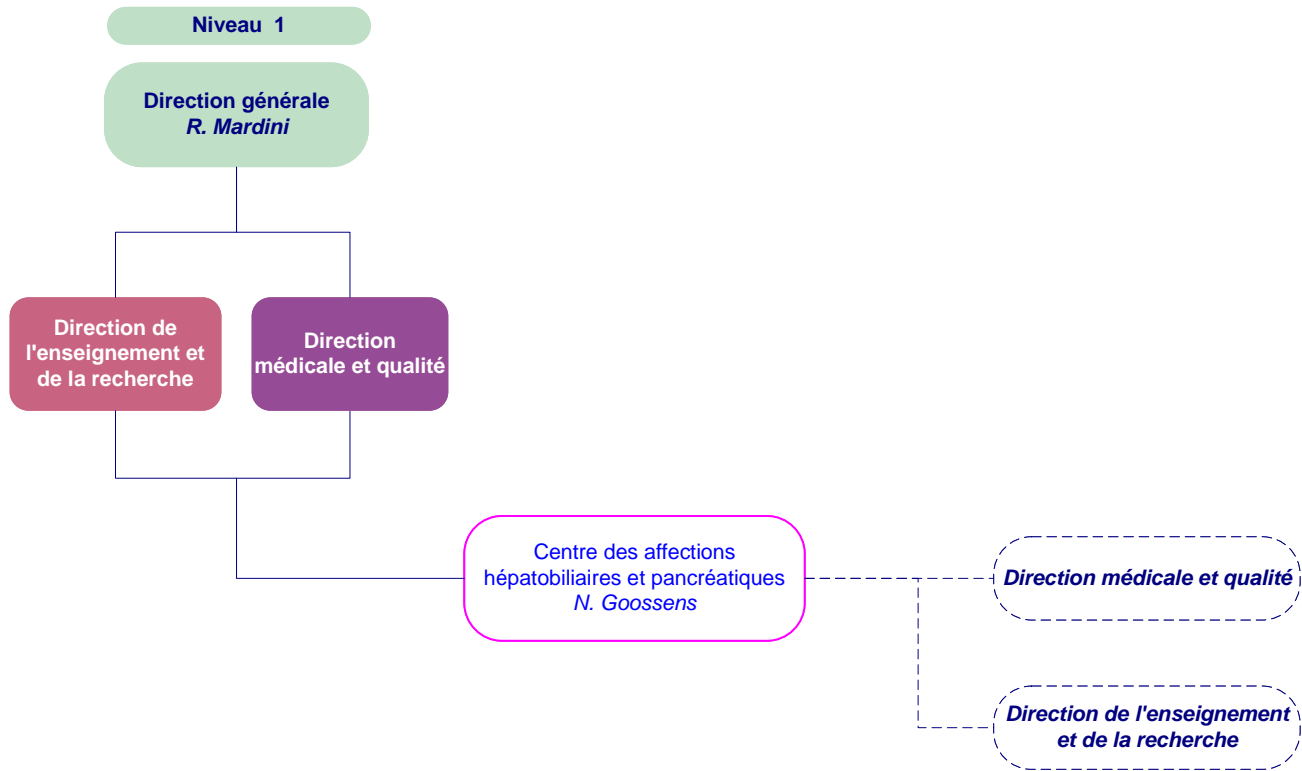 Niveau  1
Direction générale
R. Mardini
Direction de
l'enseignement et
de la recherche
Direction
médicale et qualité
Centre des affections
hépatobiliaires et pancréatiques
N. Goossens
Direction médicale et qualité
Direction de l'enseignement
et de la recherche